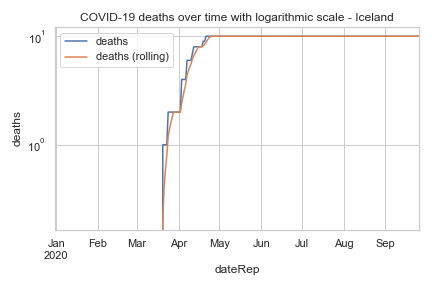 COVID-19 deaths over time with logarithmic scale - Iceland
deaths
deaths (rolling)
10¹
10⁰
deaths
Jan Feb Mar Apr May Jun Jul Aug Sep
2020
dateRep